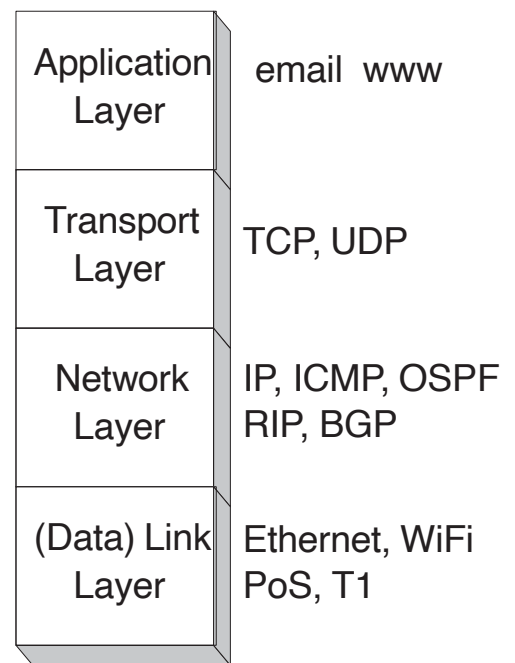 Application
Layer
email www
Transport
Layer
TCP, UDP
Network
Layer
IP, ICMP, OSPF
RIP, BGP
(Data) Link
Layer
Ethernet, WiFi
PoS, T1